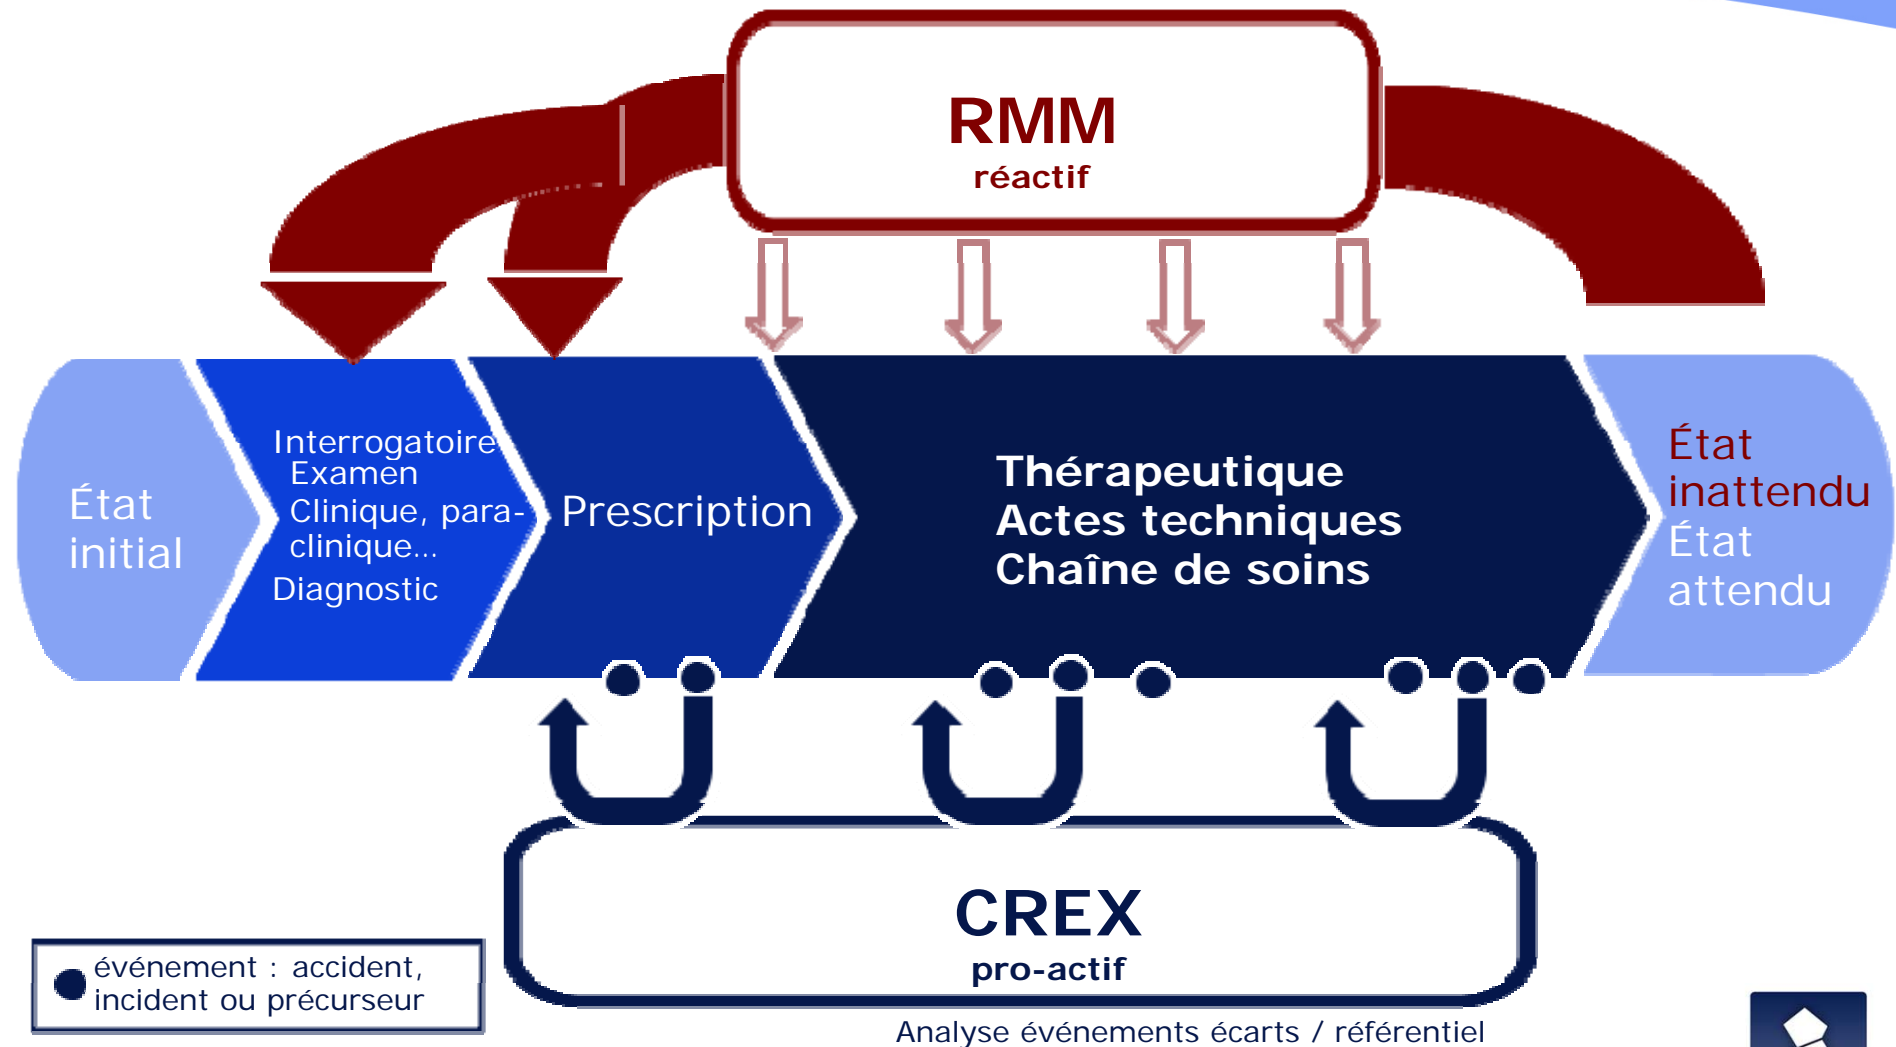 RMM
réactif
État
initial
Interrogatoire
Examen
Clinique, para-
clinique...
Diagnostic
Prescription
Thérapeutique
Actes techniques
Chaîne de soins
État
inattendu
État
attendu
CREX
pro-actif
événement : accident,
incident ou précurseur
Analyse événements écarts / référentiel